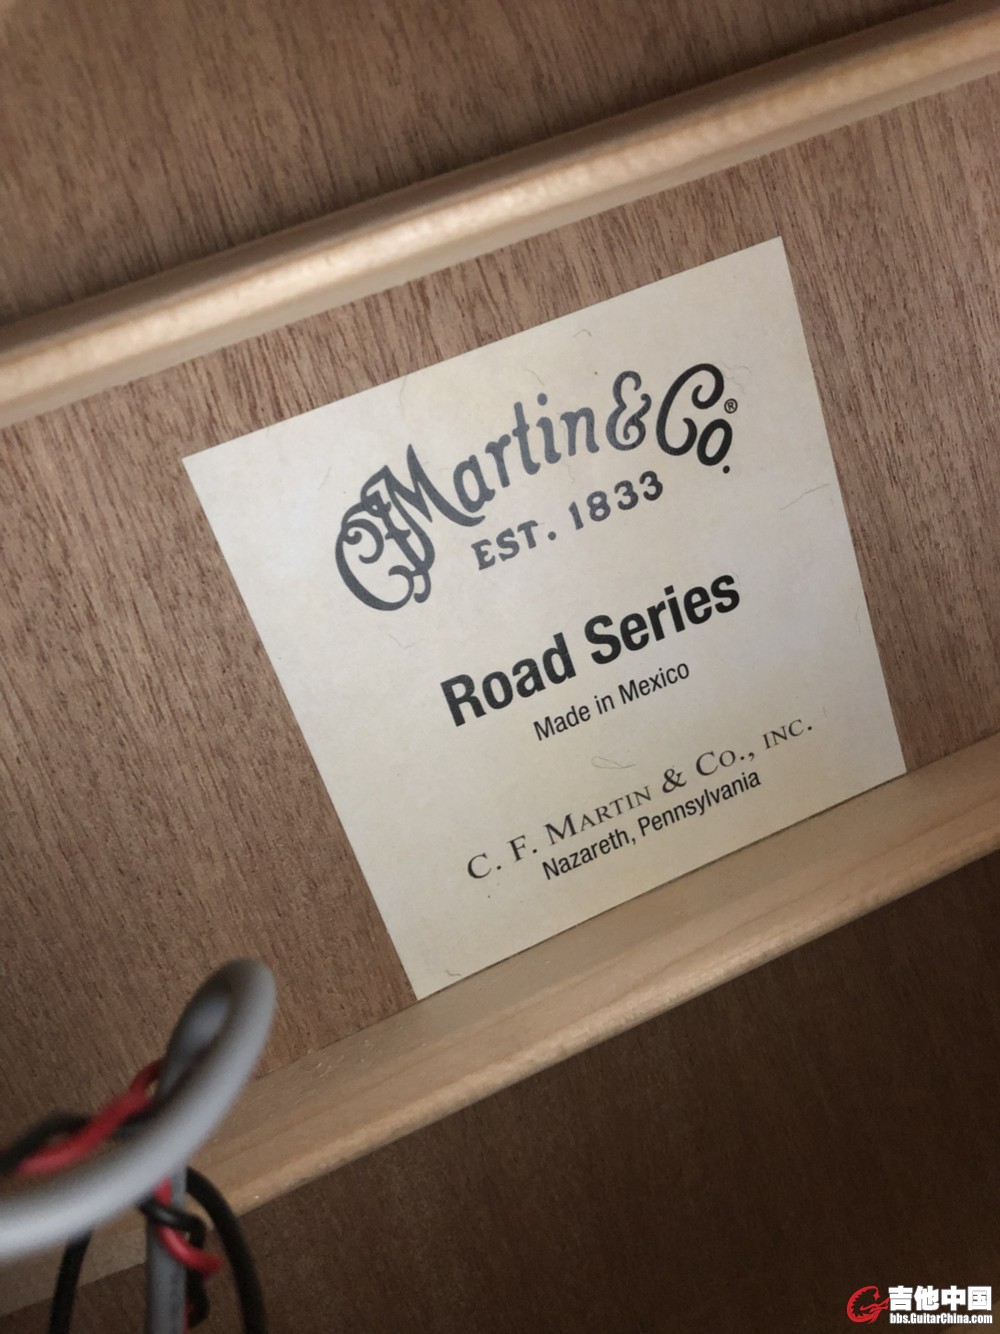 CFMartin & Co.®
EST. 1833
Road Series
Made in Mexico
C. F. MARTIN & CO., INC.
Nazareth, Pennsylvania
吉他中国
bbs.GuitarChina.com